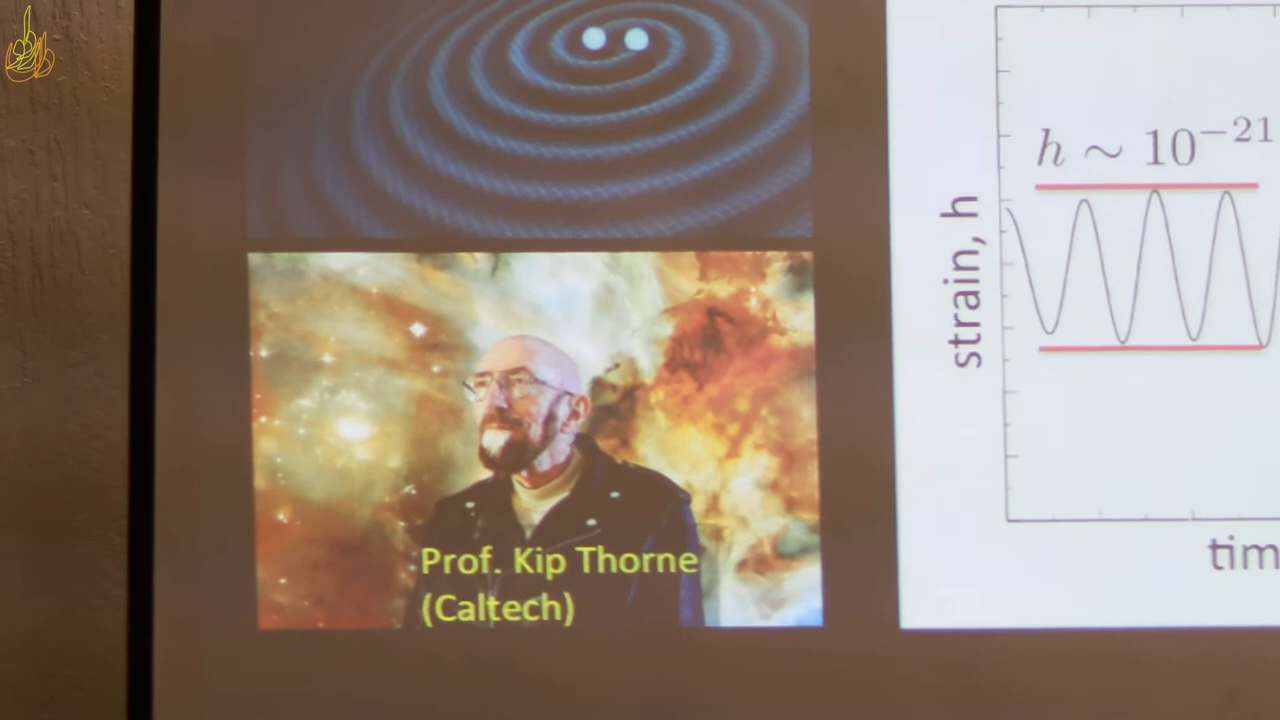 Prof. Kip Thorne
(Caltech)
h ~ 10⁻²¹
strain, h
tim